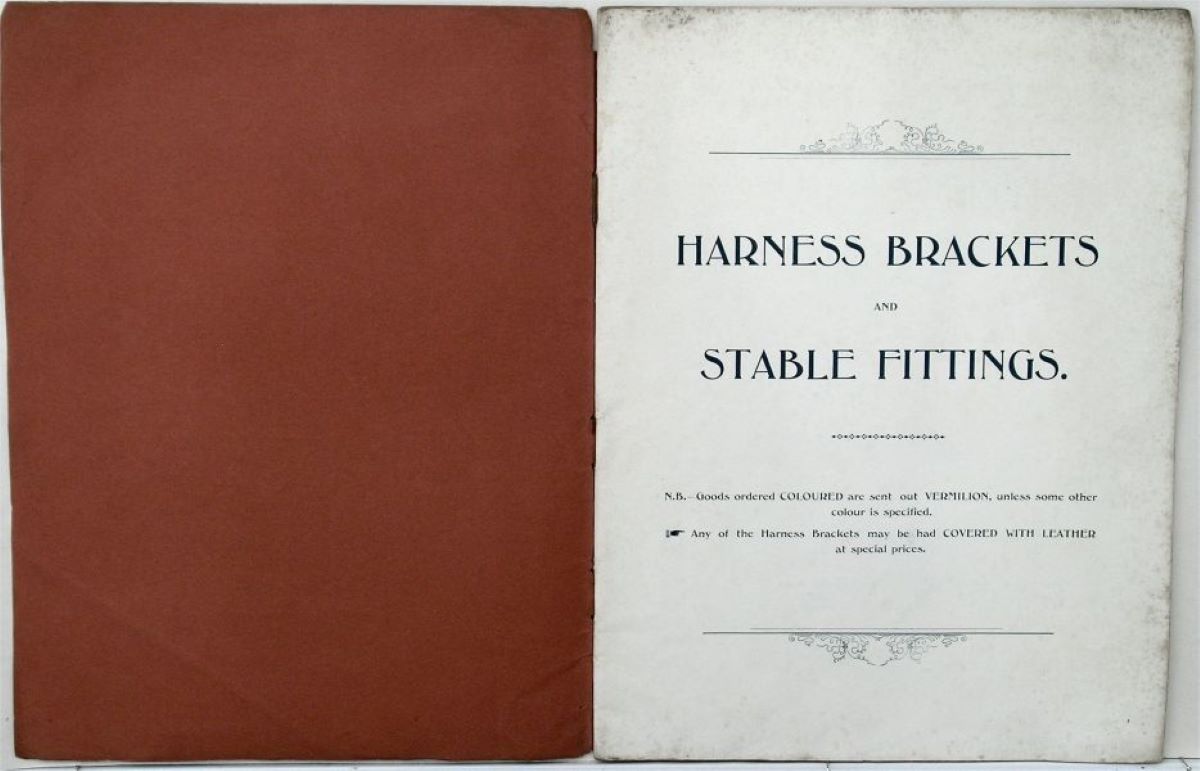 HARNESS BRACKETS
AND
STABLE FITTINGS.
N.B.—Goods ordered COLOURED are sent out VERMILION, unless some other
colour is specified.
☛ Any of the Harness Brackets may be had COVERED WITH LEATHER
at special prices.